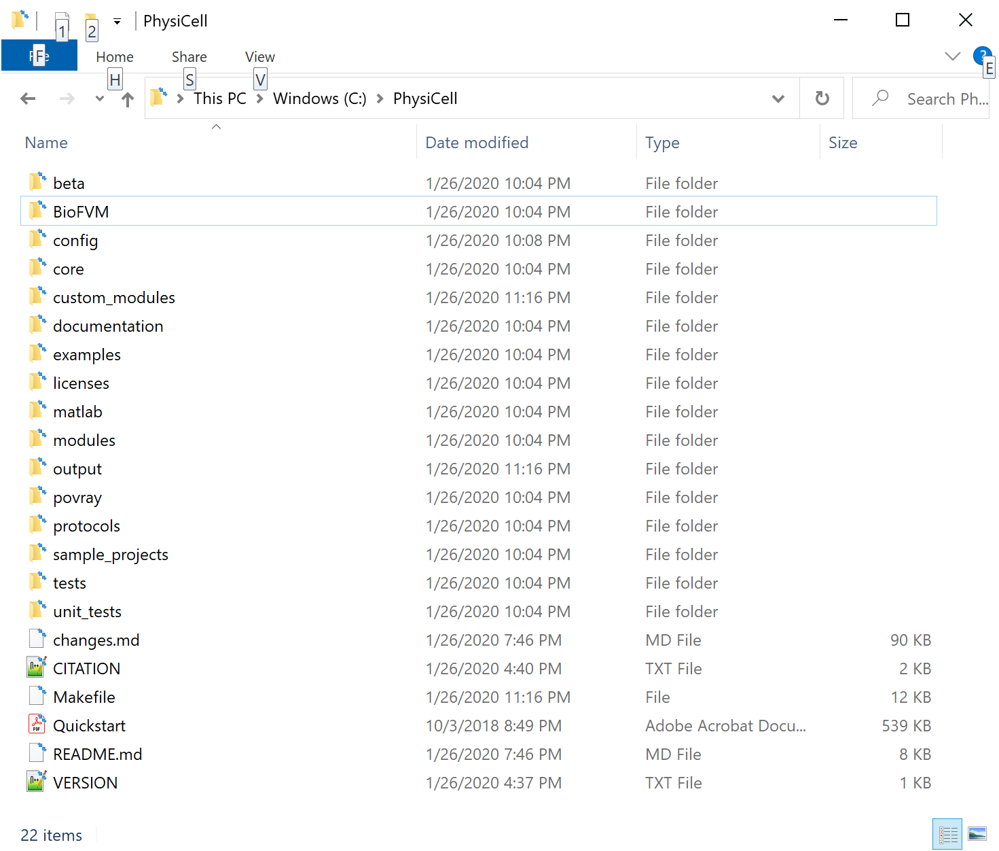 1 2 PhysiCell
F Home Share View
H S V E
This PC > Windows (C:) > PhysiCell Search Ph...
Name Date modified Type Size
beta 1/26/2020 10:04 PM File folder
BioFVM 1/26/2020 10:04 PM File folder
config 1/26/2020 10:08 PM File folder
core 1/26/2020 10:04 PM File folder
custom_modules 1/26/2020 11:16 PM File folder
documentation 1/26/2020 10:04 PM File folder
examples 1/26/2020 10:04 PM File folder
licenses 1/26/2020 10:04 PM File folder
matlab 1/26/2020 10:04 PM File folder
modules 1/26/2020 10:04 PM File folder
output 1/26/2020 11:16 PM File folder
povray 1/26/2020 10:04 PM File folder
protocols 1/26/2020 10:04 PM File folder
sample_projects 1/26/2020 10:04 PM File folder
tests 1/26/2020 10:04 PM File folder
unit_tests 1/26/2020 10:04 PM File folder
changes.md 1/26/2020 7:46 PM MD File 90 KB
CITATION 1/26/2020 4:40 PM TXT File 2 KB
Makefile 1/26/2020 11:16 PM File 12 KB
Quickstart 10/3/2018 8:49 PM Adobe Acrobat Docu... 539 KB
README.md 1/26/2020 7:46 PM MD File 8 KB
VERSION 1/26/2020 4:37 PM TXT File 1 KB
22 items